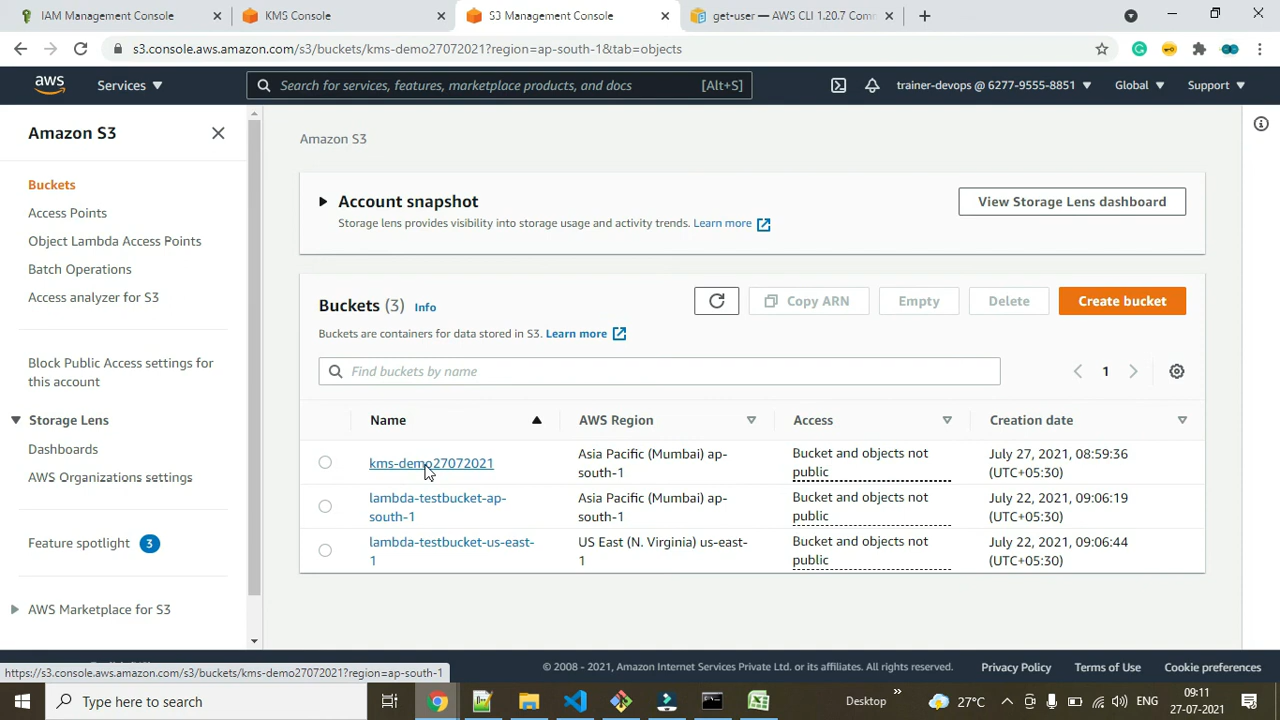 IAM Management Console
KMS Console
S3 Management Console
get-user — AWS CLI 1.20.7 Com
s3.console.aws.amazon.com/s3/buckets/kms-demo27072021?region=ap-south-1&tab=objects
aws
Services
Search for services, features, marketplace products, and docs
[Alt+S]
trainer-devops @ 6277-9555-8851
Global
Support
Amazon S3
Buckets
Access Points
Object Lambda Access Points
Batch Operations
Access analyzer for S3
Block Public Access settings for
this account
Storage Lens
Dashboards
AWS Organizations settings
Feature spotlight 3
AWS Marketplace for S3
Amazon S3
Account snapshot
Storage lens provides visibility into storage usage and activity trends. Learn more
View Storage Lens dashboard
Buckets (3) Info
Buckets are containers for data stored in S3. Learn more
Copy ARN
Empty
Delete
Create bucket
Find buckets by name
1
Name
AWS Region
Access
Creation date
kms-demo27072021
Asia Pacific (Mumbai) ap-
south-1
Bucket and objects not
public
July 27, 2021, 08:59:36
(UTC+05:30)
lambda-testbucket-ap-
south-1
Asia Pacific (Mumbai) ap-
south-1
Bucket and objects not
public
July 22, 2021, 09:06:19
(UTC+05:30)
lambda-testbucket-us-east-
1
US East (N. Virginia) us-east-
1
Bucket and objects not
public
July 22, 2021, 09:06:44
(UTC+05:30)
https://s3.console.aws.amazon.com/s3/buckets/kms-demo27072021?region=ap-south-1
© 2008 - 2021, Amazon Internet Services Private Ltd. or its affiliates. All rights reserved.
Privacy Policy
Terms of Use
Cookie preferences
Type here to search
Desktop
27°C
ENG
09:11
27-07-2021